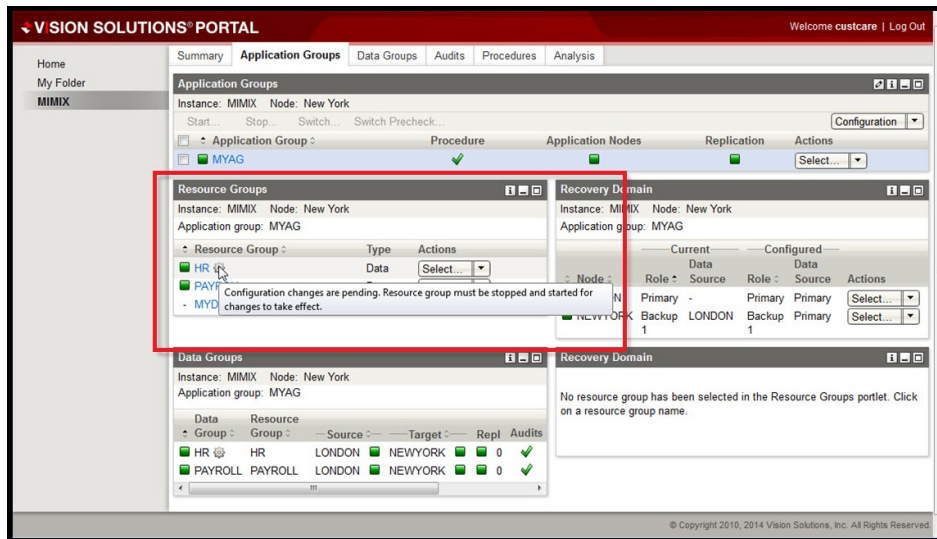 VISION SOLUTIONS® PORTAL
Welcome custcare | Log Out
Home
My Folder
MIMIX
Summary Application Groups Data Groups Audits Procedures Analysis
Application Groups
Instance: MIMIX Node: New York
Start... Stop... Switch... Switch Precheck...
Configuration
Application Group Procedure Application Nodes Replication Actions
MYAG Select...
Resource Groups
Instance: MIMIX Node: New York
Application group: MYAG
Resource Group Type Actions
HR Data Select...
PAYR
- MYD
Configuration changes are pending. Resource group must be stopped and started for
changes to take effect.
Recovery Domain
Instance: MIMIX Node: New York
Application group: MYAG
Current Configured
Data Data
Node Role Source Role Source Actions
N Primary - Primary Primary Select...
NEWYORK Backup LONDON Backup Primary Select...
1 1
Data Groups
Instance: MIMIX Node: New York
Application group: MYAG
Data Resource
Group Group Source Target Repl Audits
HR HR LONDON NEWYORK 0
PAYROLL PAYROLL LONDON NEWYORK 0
Recovery Domain
No resource group has been selected in the Resource Groups portlet. Click
on a resource group name.
© Copyright 2010, 2014 Vision Solutions, Inc. All Rights Reserved.